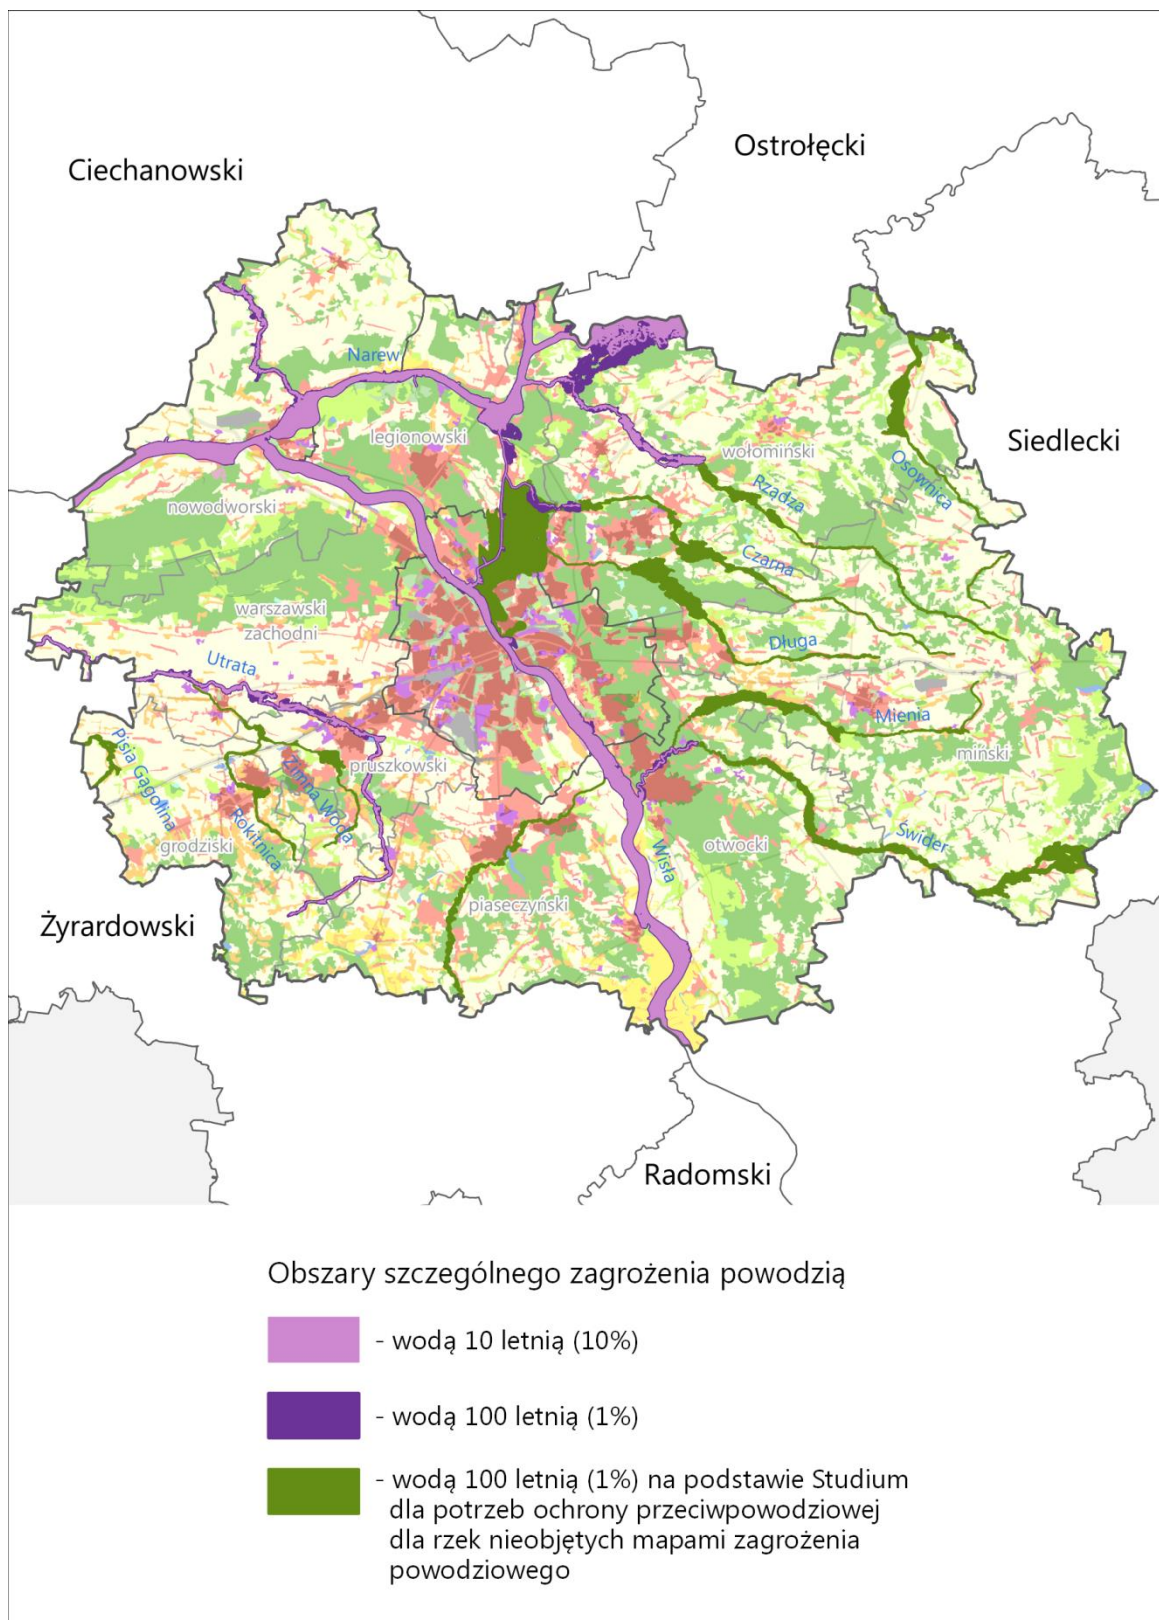 Ciechanowski
Ostrołęcki
Narew
Siedlecki
legionowski
wołomiński
Osownica
Rządza
nowodworski
Czarna
warszawski
zachodni
Długa
Utrata
Mienia
Pisia Gągolina
pruszkowski
Zimna Woda
miński
grodziski
Rokitnica
Wisła
otwocki
Świder
piaseczyński
Żyrardowski
Radomski
Obszary szczególnego zagrożenia powodzią
- wodą 10 letnią (10%)
- wodą 100 letnią (1%)
- wodą 100 letnią (1%) na podstawie Studium
dla potrzeb ochrony przeciwpowodziowej
dla rzek nieobjętych mapami zagrożenia
powodziowego